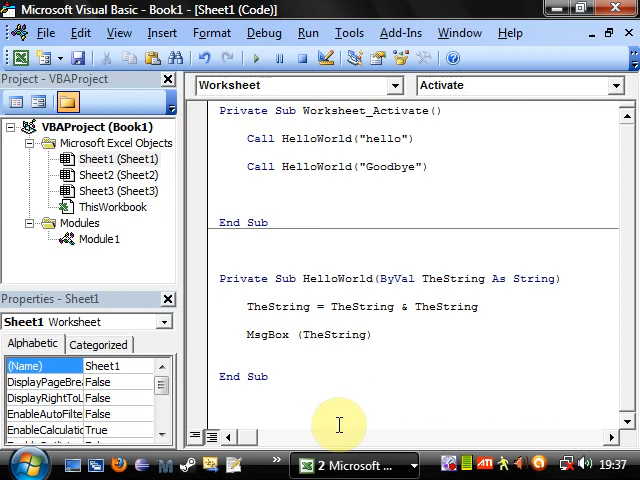 Microsoft Visual Basic - Book1 - [Sheet1 (Code)]
File Edit View Insert Format Debug Run Tools Add-Ins Window Help
Project - VBAProject
Worksheet
Activate
VBAProject (Book1)
Microsoft Excel Objects
Sheet1 (Sheet1)
Sheet2 (Sheet2)
Sheet3 (Sheet3)
ThisWorkbook
Modules
Module1
Private Sub Worksheet_Activate()
Call HelloWorld("hello")
Call HelloWorld("Goodbye")
End Sub
Private Sub HelloWorld(ByVal TheString As String)
TheString = TheString & TheString
MsgBox (TheString)
End Sub
Properties - Sheet1
Sheet1 Worksheet
Alphabetic Categorized
(Name) Sheet1
DisplayPageBrea False
DisplayRightToL False
EnableAutoFilter False
EnableCalculatio True
2 Microsoft ...
ATI
19:37